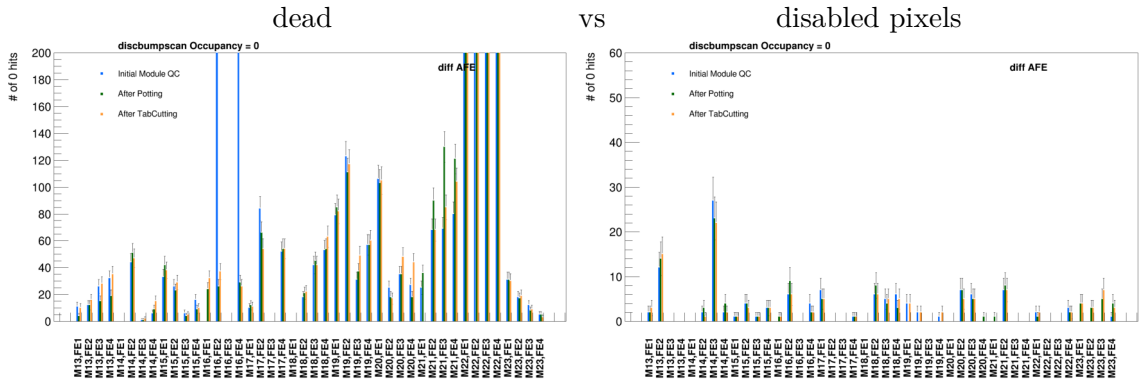 dead vs disabled pixels
discbumpscan Occupancy = 0
# of 0 hits
diff AFE
Initial Module QC
After Potting
After TabCutting
200
180
160
140
120
100
80
60
40
20
0
M13,FE1
M13,FE2
M13,FE3
M13,FE4
M14,FE1
M14,FE2
M14,FE3
M14,FE4
M15,FE1
M15,FE2
M15,FE3
M15,FE4
M16,FE1
M16,FE2
M16,FE3
M16,FE4
M17,FE1
M17,FE2
M17,FE3
M17,FE4
M18,FE1
M18,FE2
M18,FE3
M18,FE4
M19,FE1
M19,FE2
M19,FE3
M19,FE4
M20,FE1
M20,FE2
M20,FE3
M20,FE4
M21,FE1
M21,FE2
M21,FE3
M21,FE4
M22,FE1
M22,FE2
M22,FE3
M22,FE4
M23,FE1
M23,FE2
M23,FE3
M23,FE4
discbumpscan Occupancy = 0
# of 0 hits
diff AFE
Initial Module QC
After Potting
After TabCutting
60
50
40
30
20
10
0
M13,FE1
M13,FE2
M13,FE3
M13,FE4
M14,FE1
M14,FE2
M14,FE3
M14,FE4
M15,FE1
M15,FE2
M15,FE3
M15,FE4
M16,FE1
M16,FE2
M16,FE3
M16,FE4
M17,FE1
M17,FE2
M17,FE3
M17,FE4
M18,FE1
M18,FE2
M18,FE3
M18,FE4
M19,FE1
M19,FE2
M19,FE3
M19,FE4
M20,FE1
M20,FE2
M20,FE3
M20,FE4
M21,FE1
M21,FE2
M21,FE3
M21,FE4
M22,FE1
M22,FE2
M22,FE3
M22,FE4
M23,FE1
M23,FE2
M23,FE3
M23,FE4